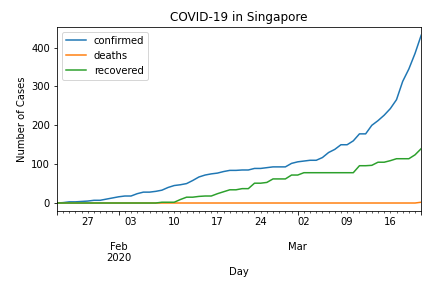 COVID-19 in Singapore
confirmed
deaths
recovered
Number of Cases
400
300
200
100
0
27 03 10 17 24 02 09 16
Feb Mar
2020
Day